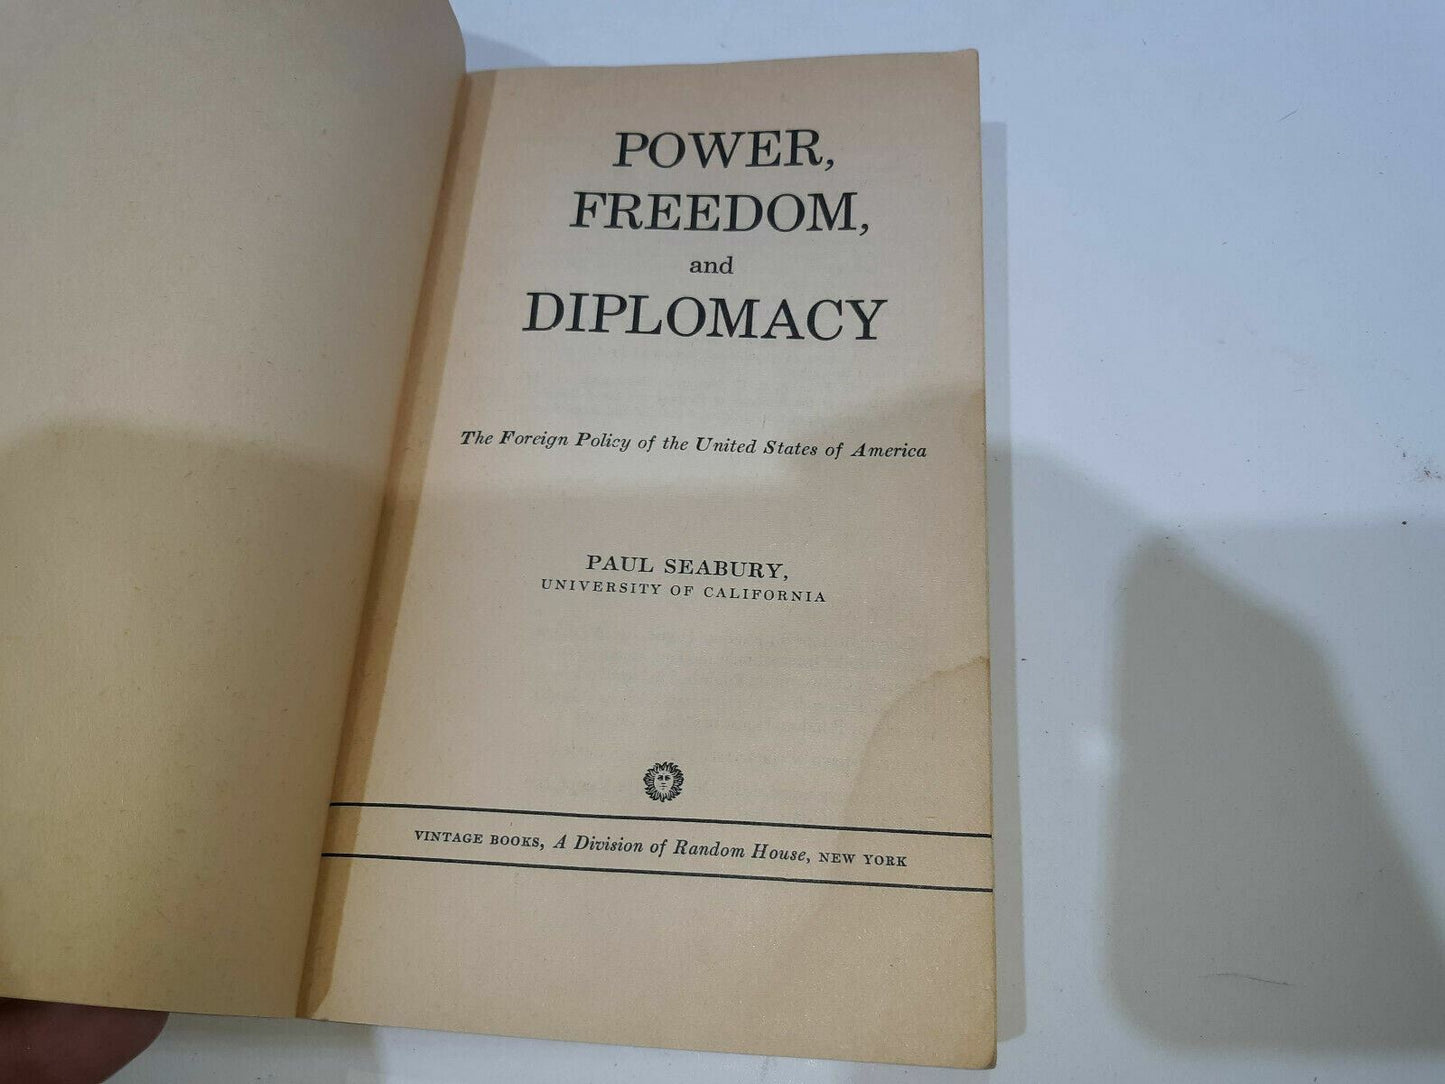 POWER,
FREEDOM,
and
DIPLOMACY
The Foreign Policy of the United States of America
PAUL SEABURY,
UNIVERSITY OF CALIFORNIA
VINTAGE BOOKS, A Division of Random House, NEW YORK